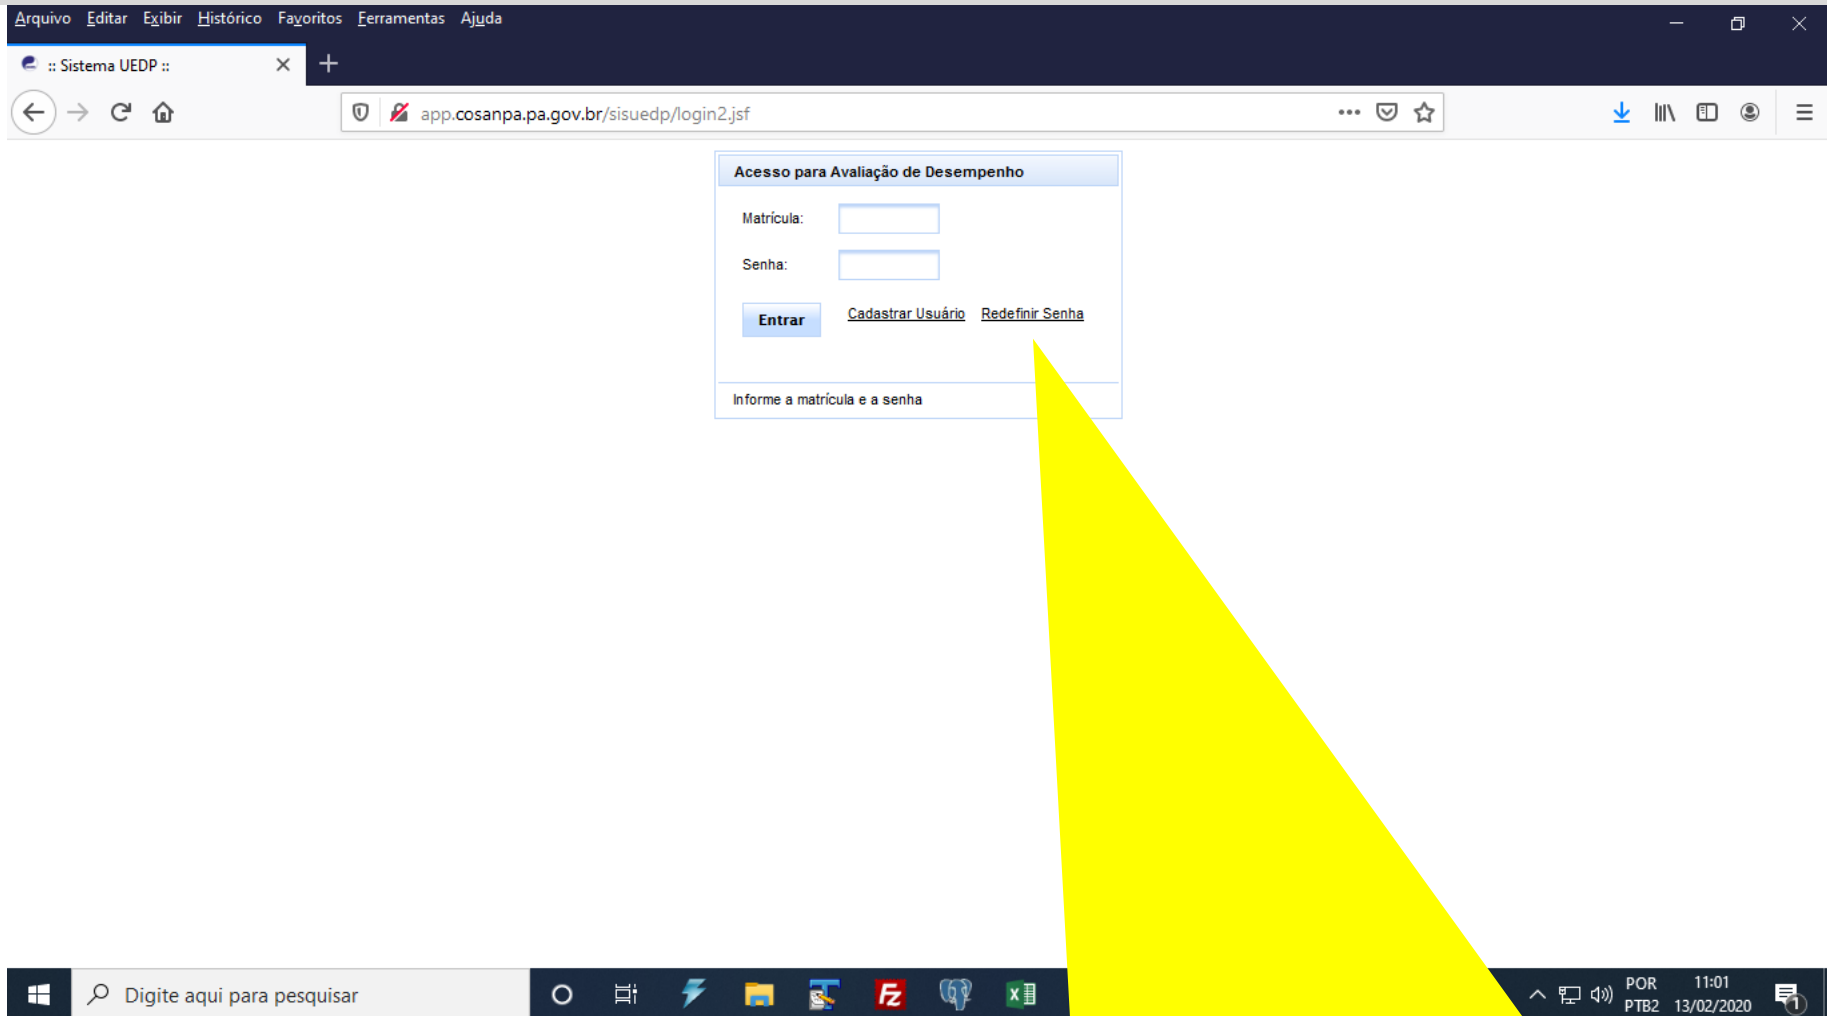 Arquivo Editar Exibir Histórico Favoritos Ferramentas Ajuda
:: Sistema UEDP ::
app.cosanpa.pa.gov.br/sisuedp/login2.jsf
Acesso para Avaliação de Desempenho
Matrícula:
Senha:
Entrar Cadastrar Usuário Redefinir Senha
Informe a matrícula e a senha
Digite aqui para pesquisar
POR 11:01
PTB2 13/02/2020
1